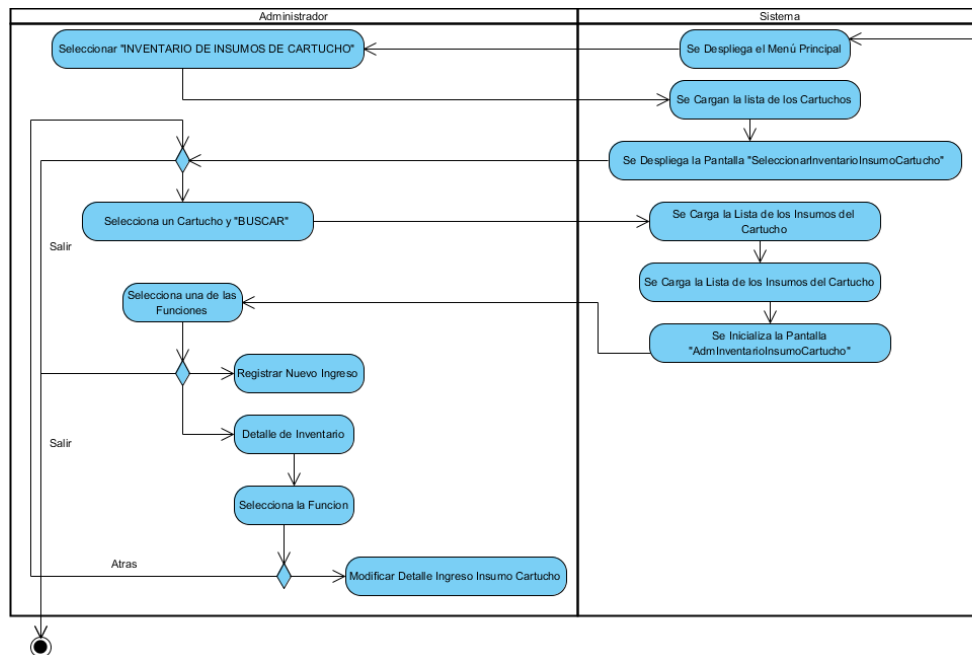 Administrador
Sistema
Seleccionar "INVENTARIO DE INSUMOS DE CARTUCHO"
Se Despliega el Menú Principal
Se Cargan la lista de los Cartuchos
Se Despliega la Pantalla "SeleccionarInventarioInsumoCartucho"
Selecciona un Cartucho y "BUSCAR"
Se Carga la Lista de los Insumos del
Cartucho
Salir
Se Carga la Lista de los Insumos del Cartucho
Selecciona una de las
Funciones
Se Inicializa la Pantalla
"AdmInventarioInsumoCartucho"
Registrar Nuevo Ingreso
Detalle de Inventario
Salir
Selecciona la Funcion
Atras
Modificar Detalle Ingreso Insumo Cartucho